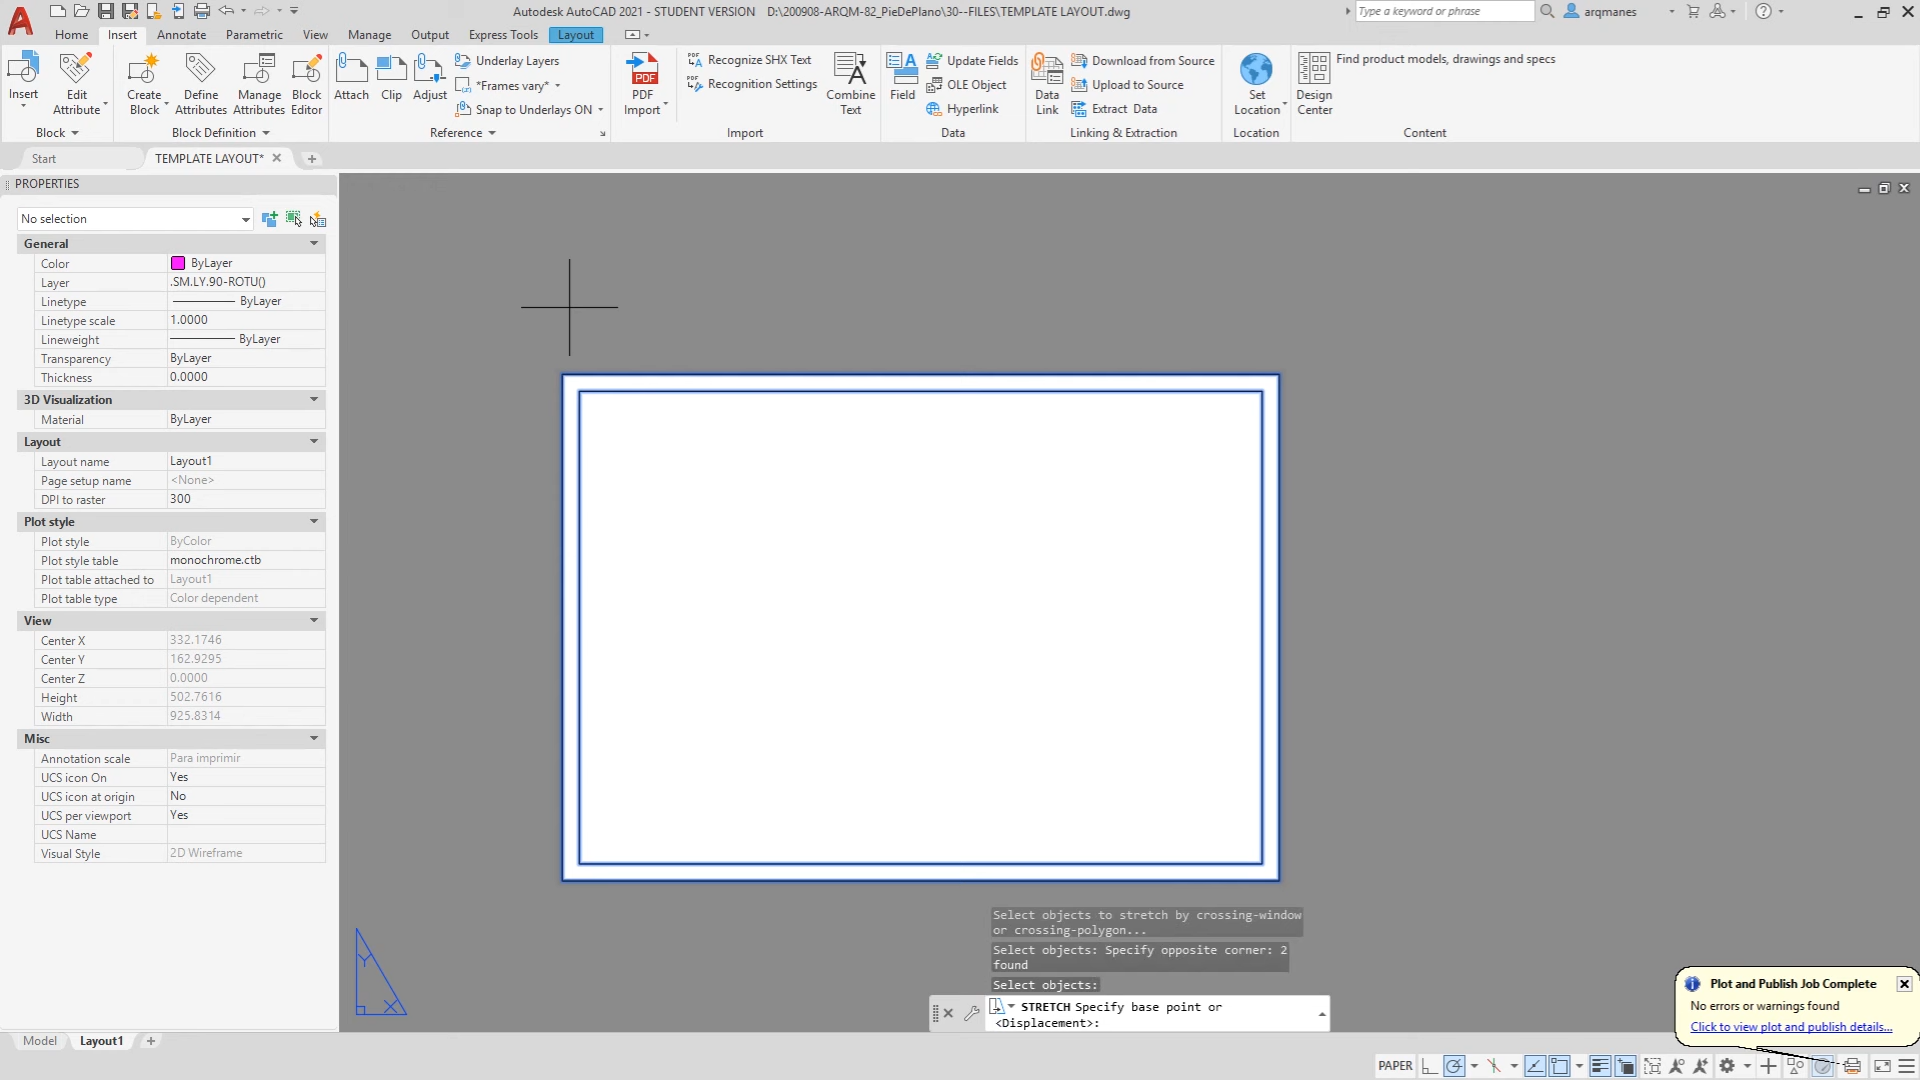 Autodesk AutoCAD 2021 - STUDENT VERSION D:\200908-ARQM-82_PieDePlano\30--FILES\TEMPLATE LAYOUT.dwg
Type a keyword or phrase
arqmanes
Home Insert Annotate Parametric View Manage Output Express Tools Layout
Insert
Edit Attribute
Create Block
Define Attributes
Manage Attributes
Block Editor
Attach
Clip
Adjust
Underlay Layers
*Frames vary*
Snap to Underlays ON
PDF Import
Recognize SHX Text
Recognition Settings
Combine Text
Field
Update Fields
OLE Object
Hyperlink
Data Link
Download from Source
Upload to Source
Extract Data
Set Location
Design Center
Find product models, drawings and specs
Block
Block Definition
Reference
Import
Data
Linking & Extraction
Location
Content
Start
TEMPLATE LAYOUT*
PROPERTIES
No selection
General
Color ByLayer
Layer .SM.LY.90-ROTU()
Linetype ByLayer
Linetype scale 1.0000
Lineweight ByLayer
Transparency ByLayer
Thickness 0.0000
3D Visualization
Material ByLayer
Layout
Layout name Layout1
Page setup name <None>
DPI to raster 300
Plot style
Plot style ByColor
Plot style table monochrome.ctb
Plot table attached to Layout1
Plot table type Color dependent
View
Center X 332.1746
Center Y 162.9295
Center Z 0.0000
Height 502.7616
Width 925.8314
Misc
Annotation scale Para imprimir
UCS icon On Yes
UCS icon at origin No
UCS per viewport Yes
UCS Name
Visual Style 2D Wireframe
Y
X
Select objects to stretch by crossing-window
or crossing-polygon...
Select objects: Specify opposite corner: 2
found
Select objects:
STRETCH Specify base point or
<Displacement>:
Plot and Publish Job Complete
No errors or warnings found
Click to view plot and publish details...
Model Layout1
PAPER